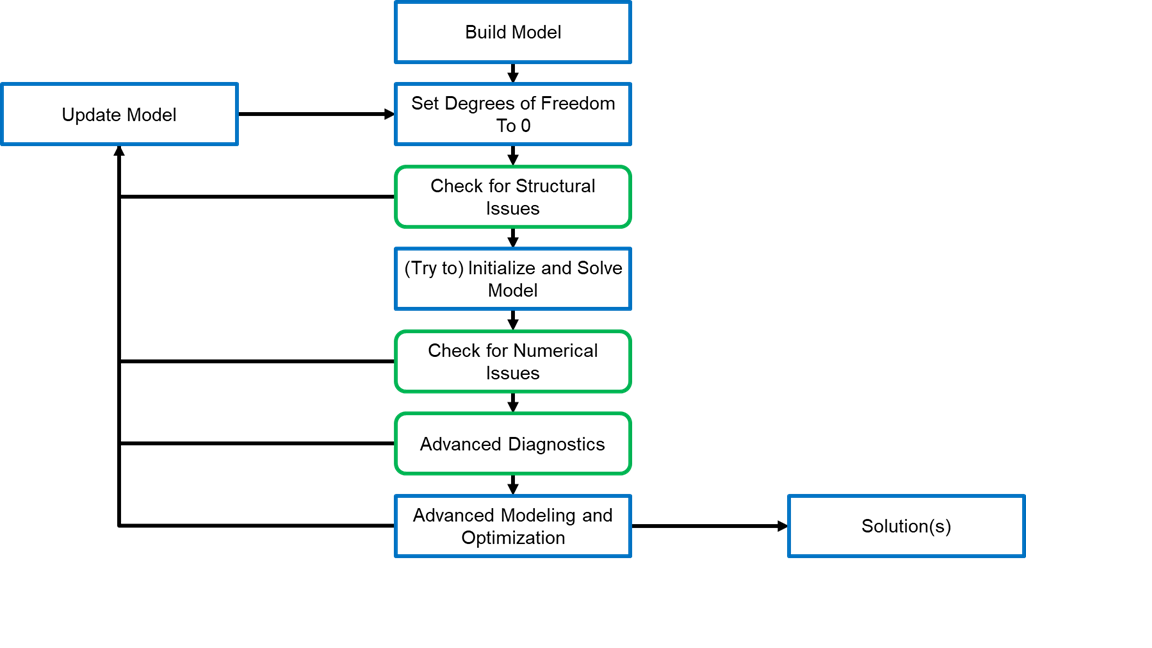 Build Model
Update Model
Set Degrees of Freedom
To 0
Check for Structural
Issues
(Try to) Initialize and Solve
Model
Check for Numerical
Issues
Advanced Diagnostics
Advanced Modeling and
Optimization
Solution(s)